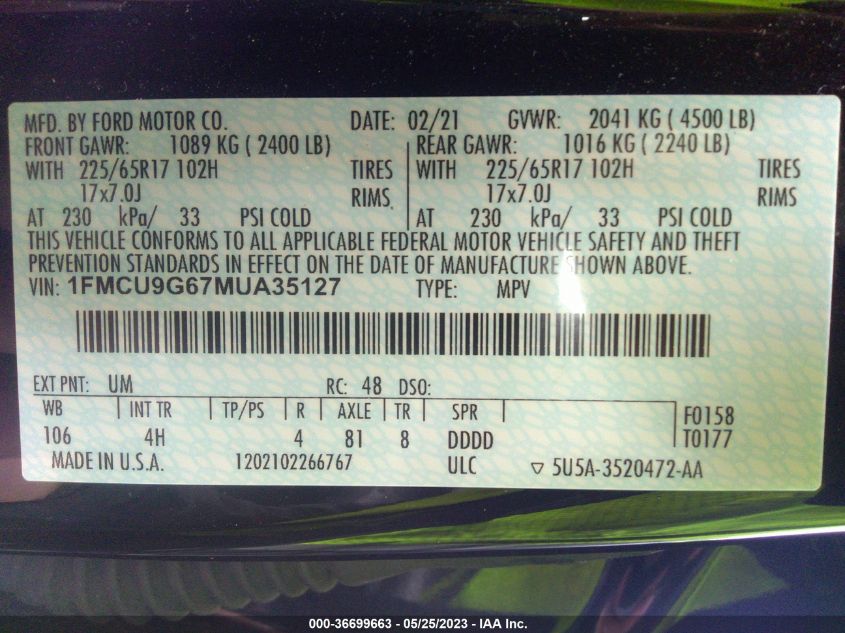 MFD. BY FORD MOTOR CO. DATE: 02/21 GVWR: 2041 KG ( 4500 LB)
FRONT GAWR: 1089 KG ( 2400 LB) REAR GAWR: 1016 KG ( 2240 LB)
WITH 225/65R17 102H TIRES WITH 225/65R17 102H TIRES
17x7.0J RIMS 17x7.0J RIMS
AT 230 kPa/ 33 PSI COLD AT 230 kPa/ 33 PSI COLD
THIS VEHICLE CONFORMS TO ALL APPLICABLE FEDERAL MOTOR VEHICLE SAFETY AND THEFT
PREVENTION STANDARDS IN EFFECT ON THE DATE OF MANUFACTURE SHOWN ABOVE.
VIN: 1FMCU9G67MUA35127 TYPE: MPV
EXT PNT: UM RC: 48 DSO:
WB INT TR TP/PS R AXLE TR SPR F0158
106 4H 4 81 8 DDDD T0177
MADE IN U.S.A. 1202102266767 ULC ▽ 5U5A-3520472-AA
000-36699663 - 05/25/2023 - IAA Inc.